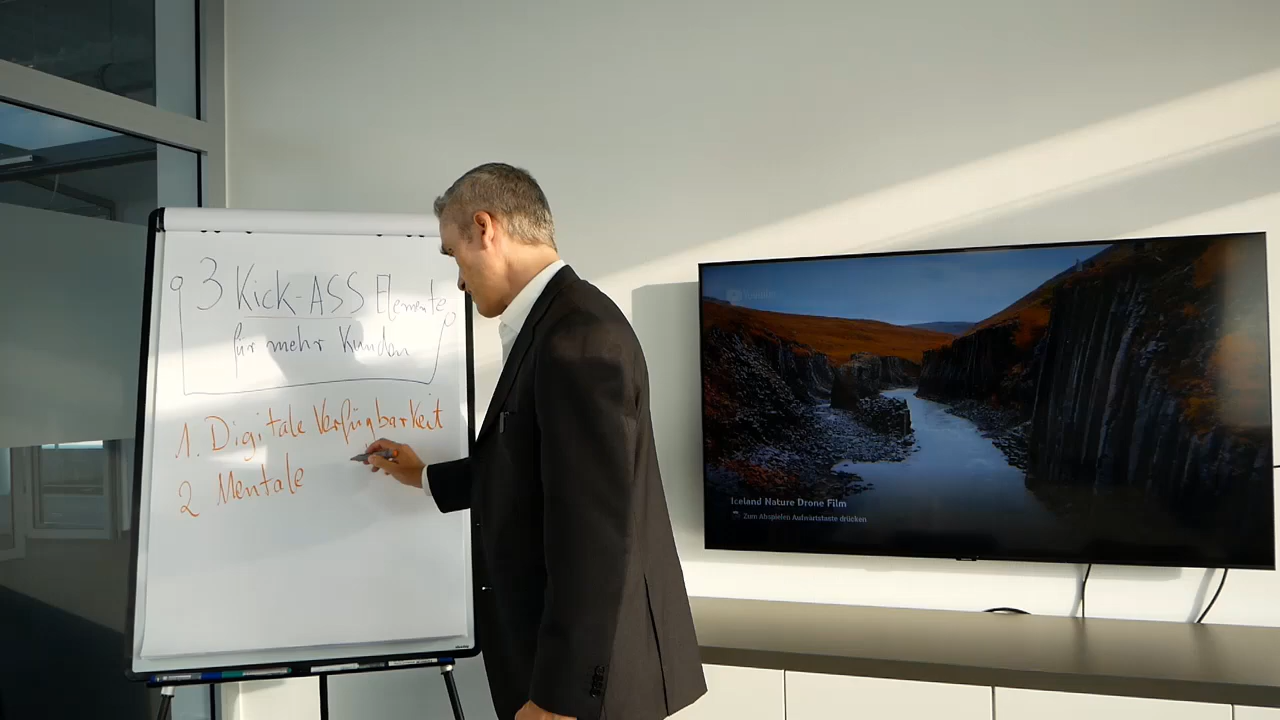 3 Kick-ASS Elemente
für mehr Kunden
1. Digitale Verfügbarkeit
2 Mentale
Iceland Nature Drone Film
Zum Abspielen Aufwärtstaste drücken